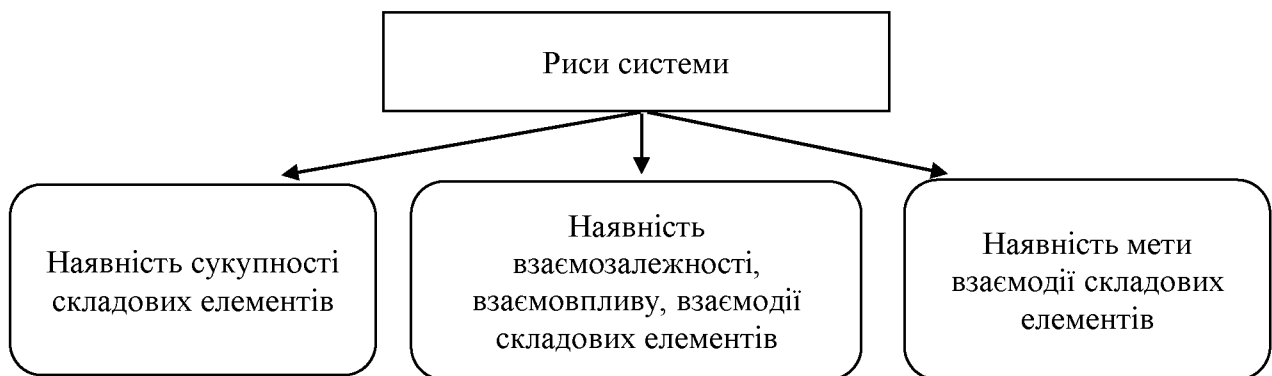 Риси системи
Наявність сукупності
складових елементів
Наявність
взаємозалежності,
взаємовпливу, взаємодії
складових елементів
Наявність мети
взаємодії складових
елементів